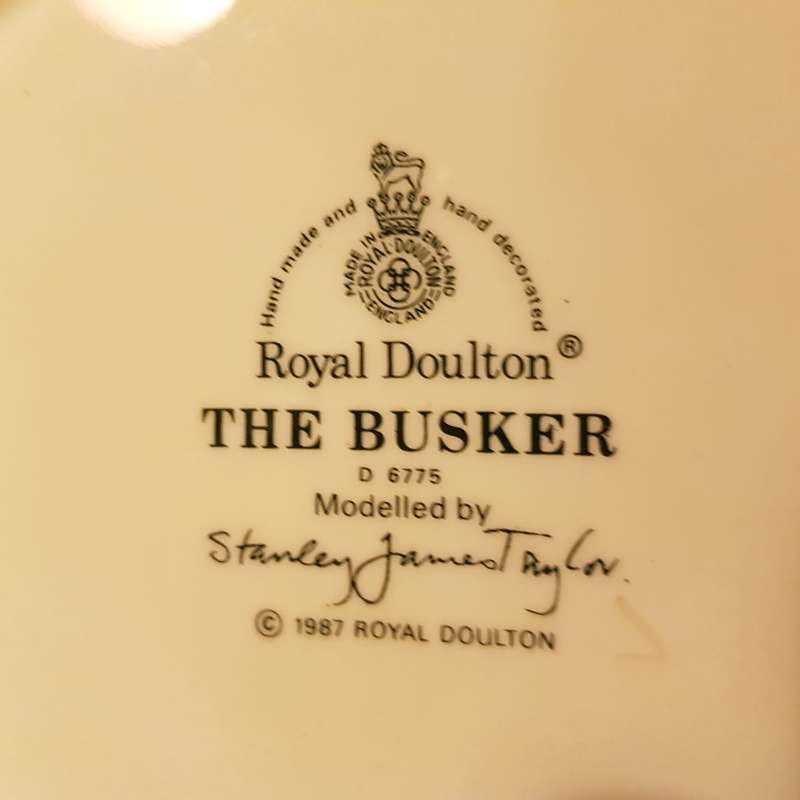 Hand made and hand decorated
MADE IN ENGLAND
ROYAL·DOULTON
ENGLAND
Royal Doulton®
THE BUSKER
D 6775
Modelled by
Stanley James Taylor.
© 1987 ROYAL DOULTON